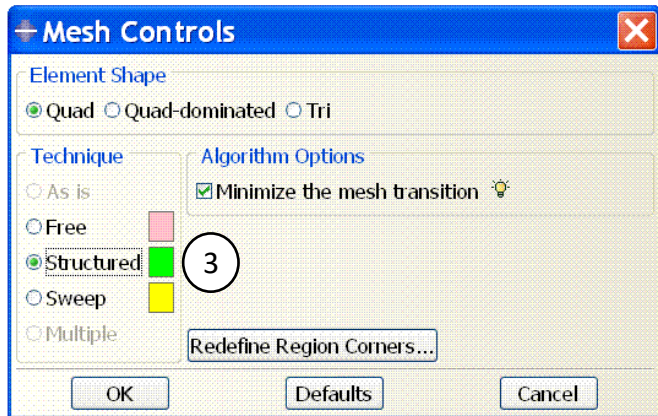 Mesh Controls
Element Shape
Quad Quad-dominated Tri
Technique
Algorithm Options
As is
Minimize the mesh transition
Free
Structured
3
Sweep
Multiple
Redefine Region Corners...
OK Defaults Cancel